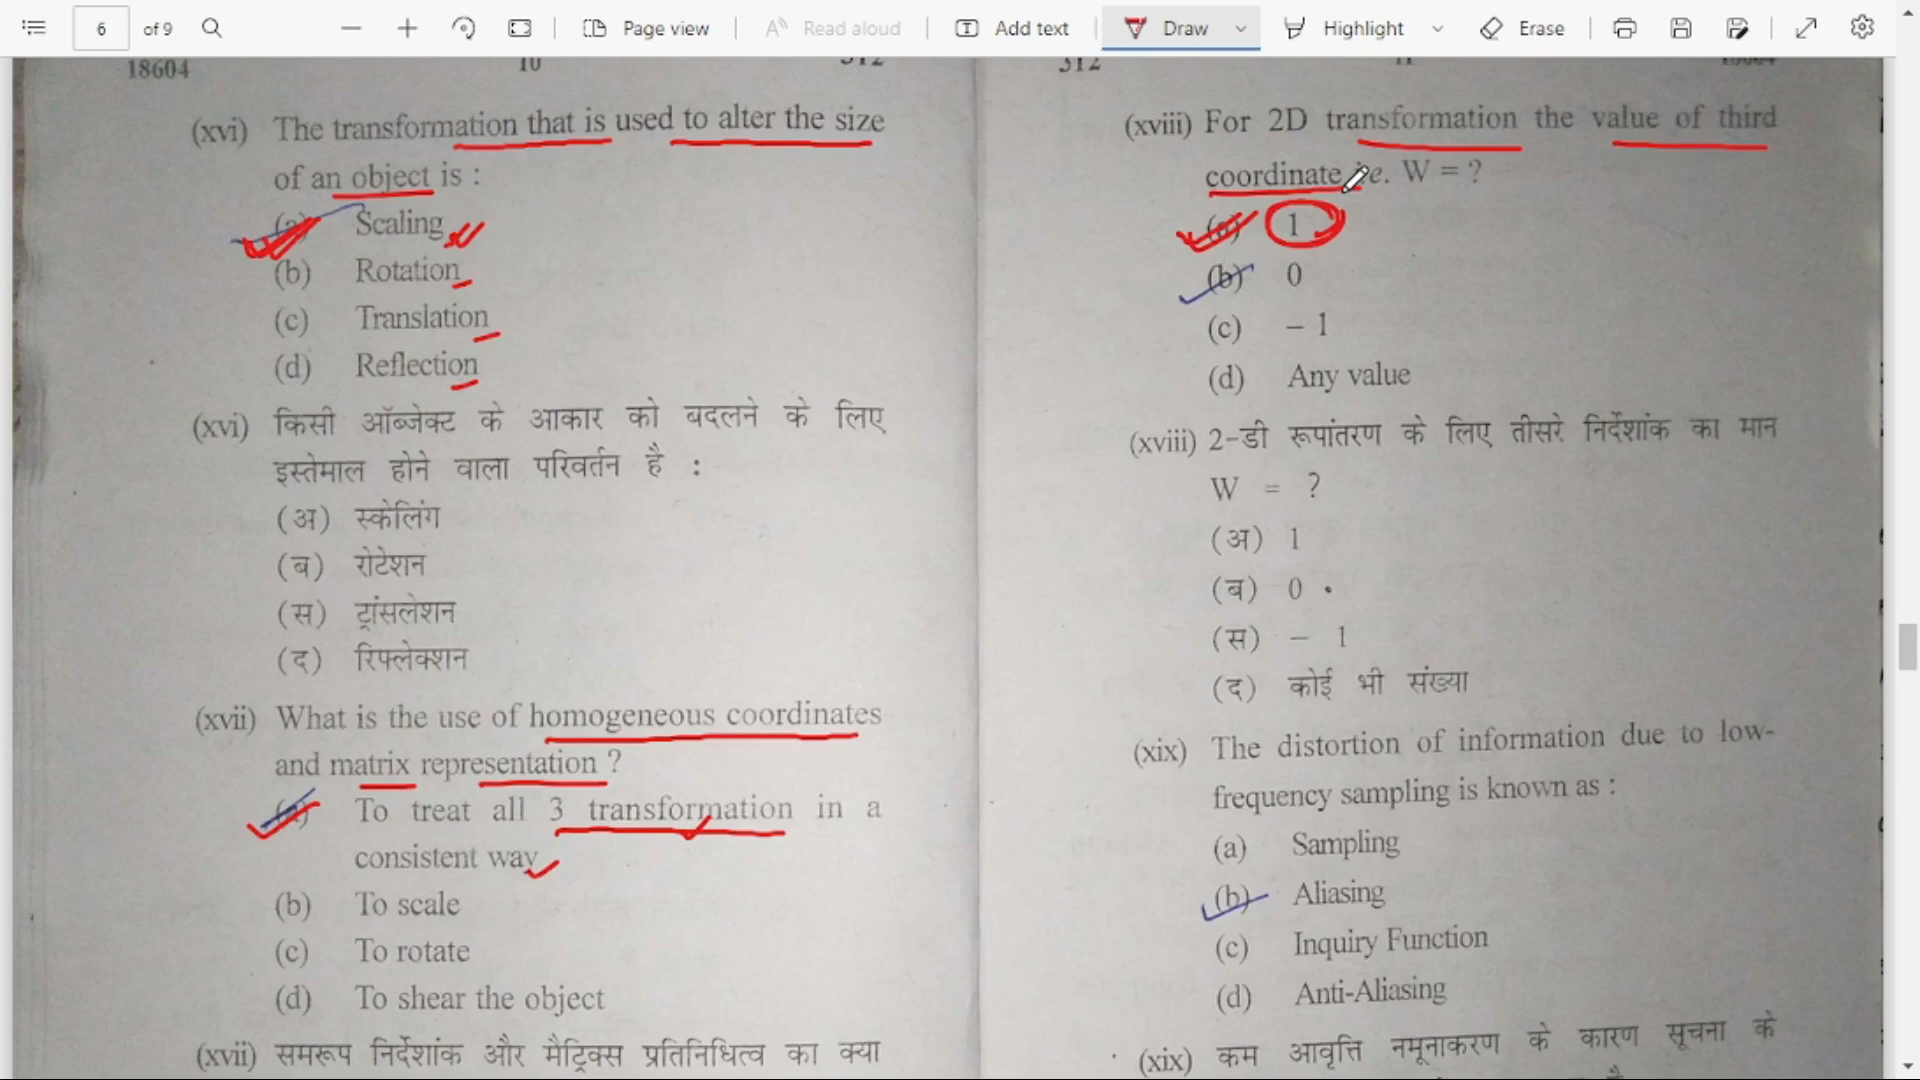 6 of 9 Page view Read aloud Add text Draw Highlight Erase
18604 10 312
(xvi) The transformation that is used to alter the size
of an object is :
(a) Scaling
(b) Rotation
(c) Translation
(d) Reflection
(xvi) किसी ऑब्जेक्ट के आकार को बदलने के लिए
इस्तेमाल होने वाला परिवर्तन है :
(अ) स्केलिंग
(ब) रोटेशन
(स) ट्रांसलेशन
(द) रिफ्लेक्शन
(xvii) What is the use of homogeneous coordinates
and matrix representation ?
(a) To treat all 3 transformation in a
consistent way
(b) To scale
(c) To rotate
(d) To shear the object
(xvii) समरूप निर्देशांक और मैट्रिक्स प्रतिनिधित्व का क्या
312 11 18604
(xviii) For 2D transformation the value of third
coordinate i.e. W = ?
(a) 1
(b) 0
(c) – 1
(d) Any value
(xviii) 2-डी रूपांतरण के लिए तीसरे निर्देशांक का मान
W = ?
(अ) 1
(ब) 0
(स) – 1
(द) कोई भी संख्या
(xix) The distortion of information due to low-
frequency sampling is known as :
(a) Sampling
(b) Aliasing
(c) Inquiry Function
(d) Anti-Aliasing
(xix) कम आवृत्ति नमूनाकरण के कारण सूचना के